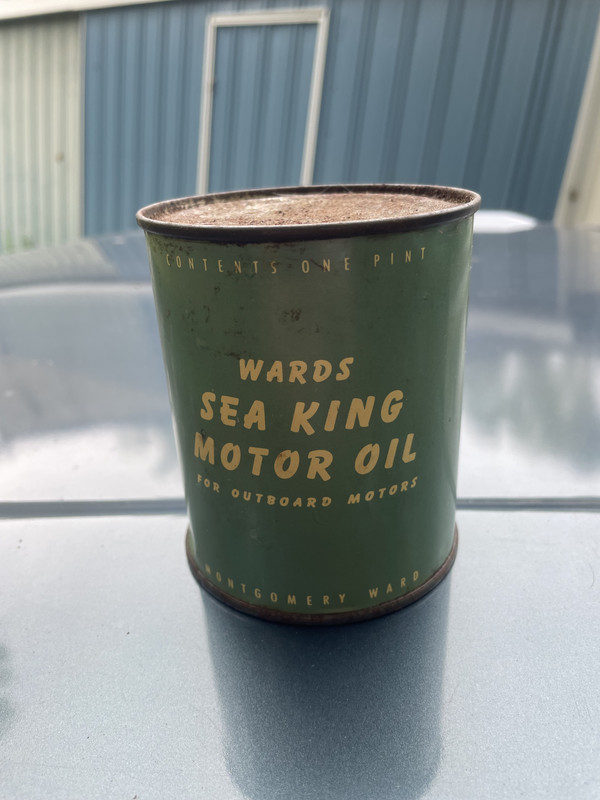 CONTENTS ONE PINT
WARDS
SEA KING
MOTOR OIL
FOR OUTBOARD MOTORS
MONTGOMERY WARD